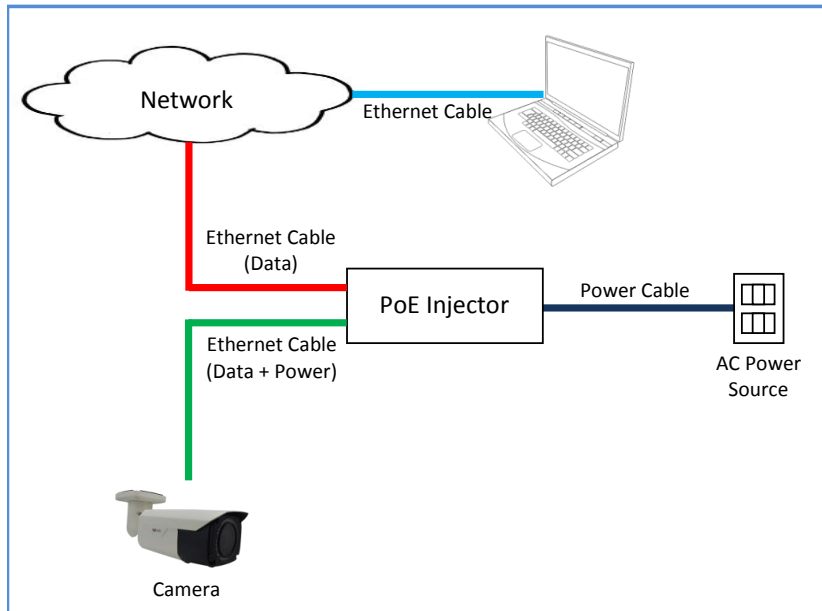 Network
Ethernet Cable
Ethernet Cable
(Data)
PoE Injector
Power Cable
Ethernet Cable
(Data + Power)
AC Power
Source
Camera